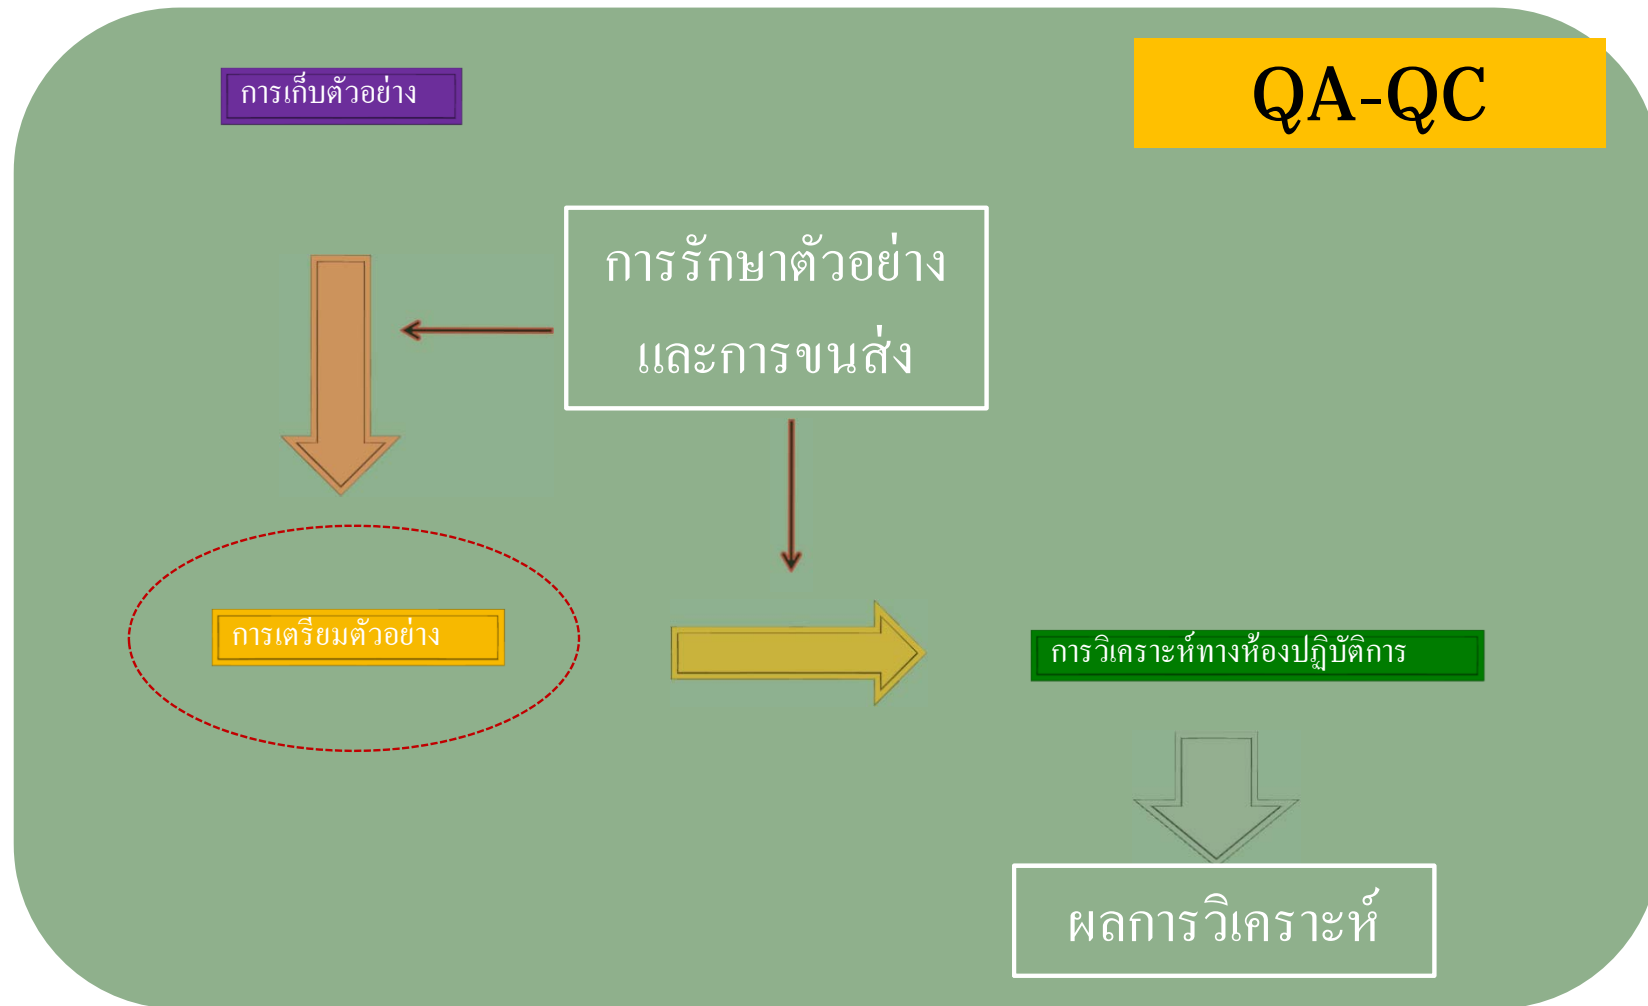 การเก็บตัวอย่าง
QA-QC
การรักษาตัวอย่าง
และการขนส่ง
การเตรียมตัวอย่าง
การวิเคราะห์ทางห้องปฏิบัติการ
ผลการวิเคราะห์